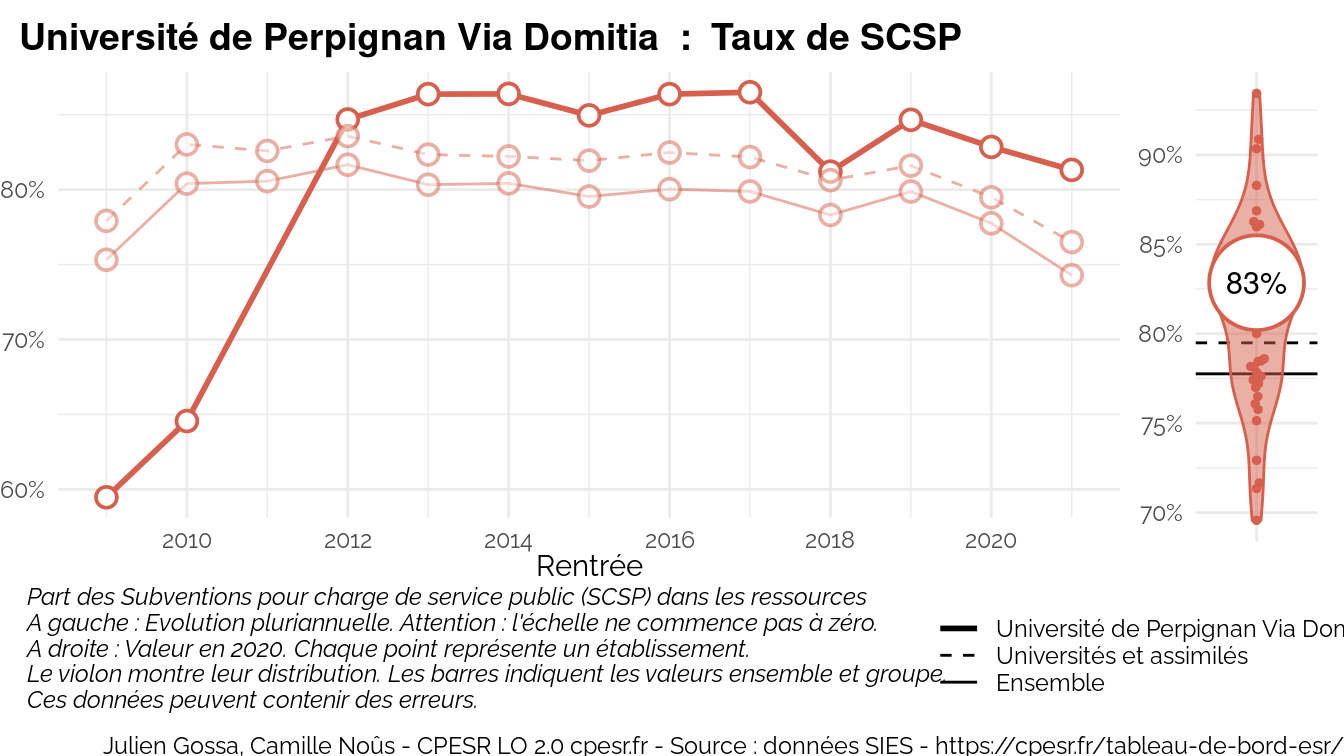 Université de Perpignan Via Domitia : Taux de SCSP
80%
70%
60%
2010 2012 2014 2016 2018 2020
Rentrée
90%
85%
80%
75%
70%
83%
Part des Subventions pour charge de service public (SCSP) dans les ressources
A gauche : Evolution pluriannuelle. Attention : l'échelle ne commence pas à zéro.
A droite : Valeur en 2020. Chaque point représente un établissement.
Le violon montre leur distribution. Les barres indiquent les valeurs ensemble et groupe.
Ces données peuvent contenir des erreurs.
Université de Perpignan Via Dom
Universités et assimilés
Ensemble
Julien Gossa, Camille Noûs - CPESR LO 2.0 cpesr.fr - Source : données SIES - https://cpesr.fr/tableau-de-bord-esr/